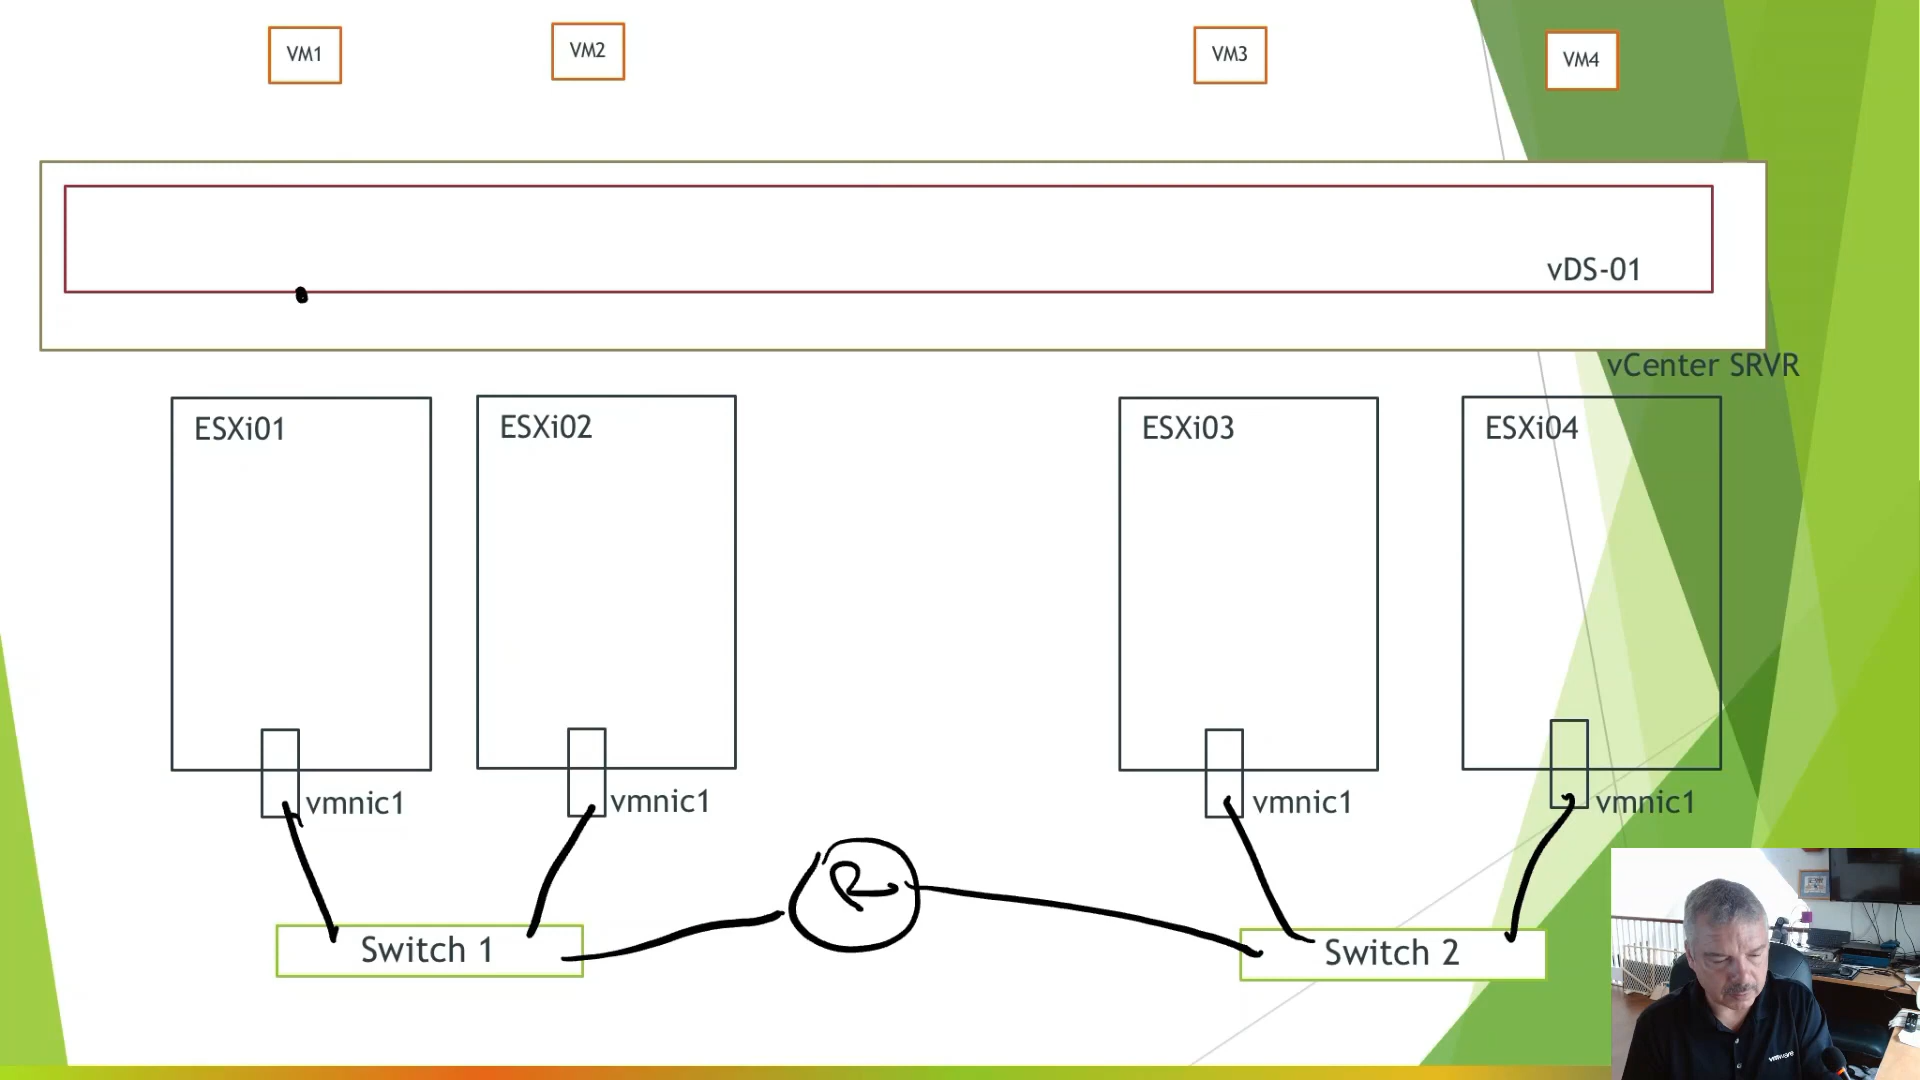 VM1
VM2
VM3
VM4
vDS-01
vCenter SRVR
ESXi01
ESXi02
ESXi03
ESXi04
vmnic1
vmnic1
vmnic1
vmnic1
R
Switch 1
Switch 2
vmware